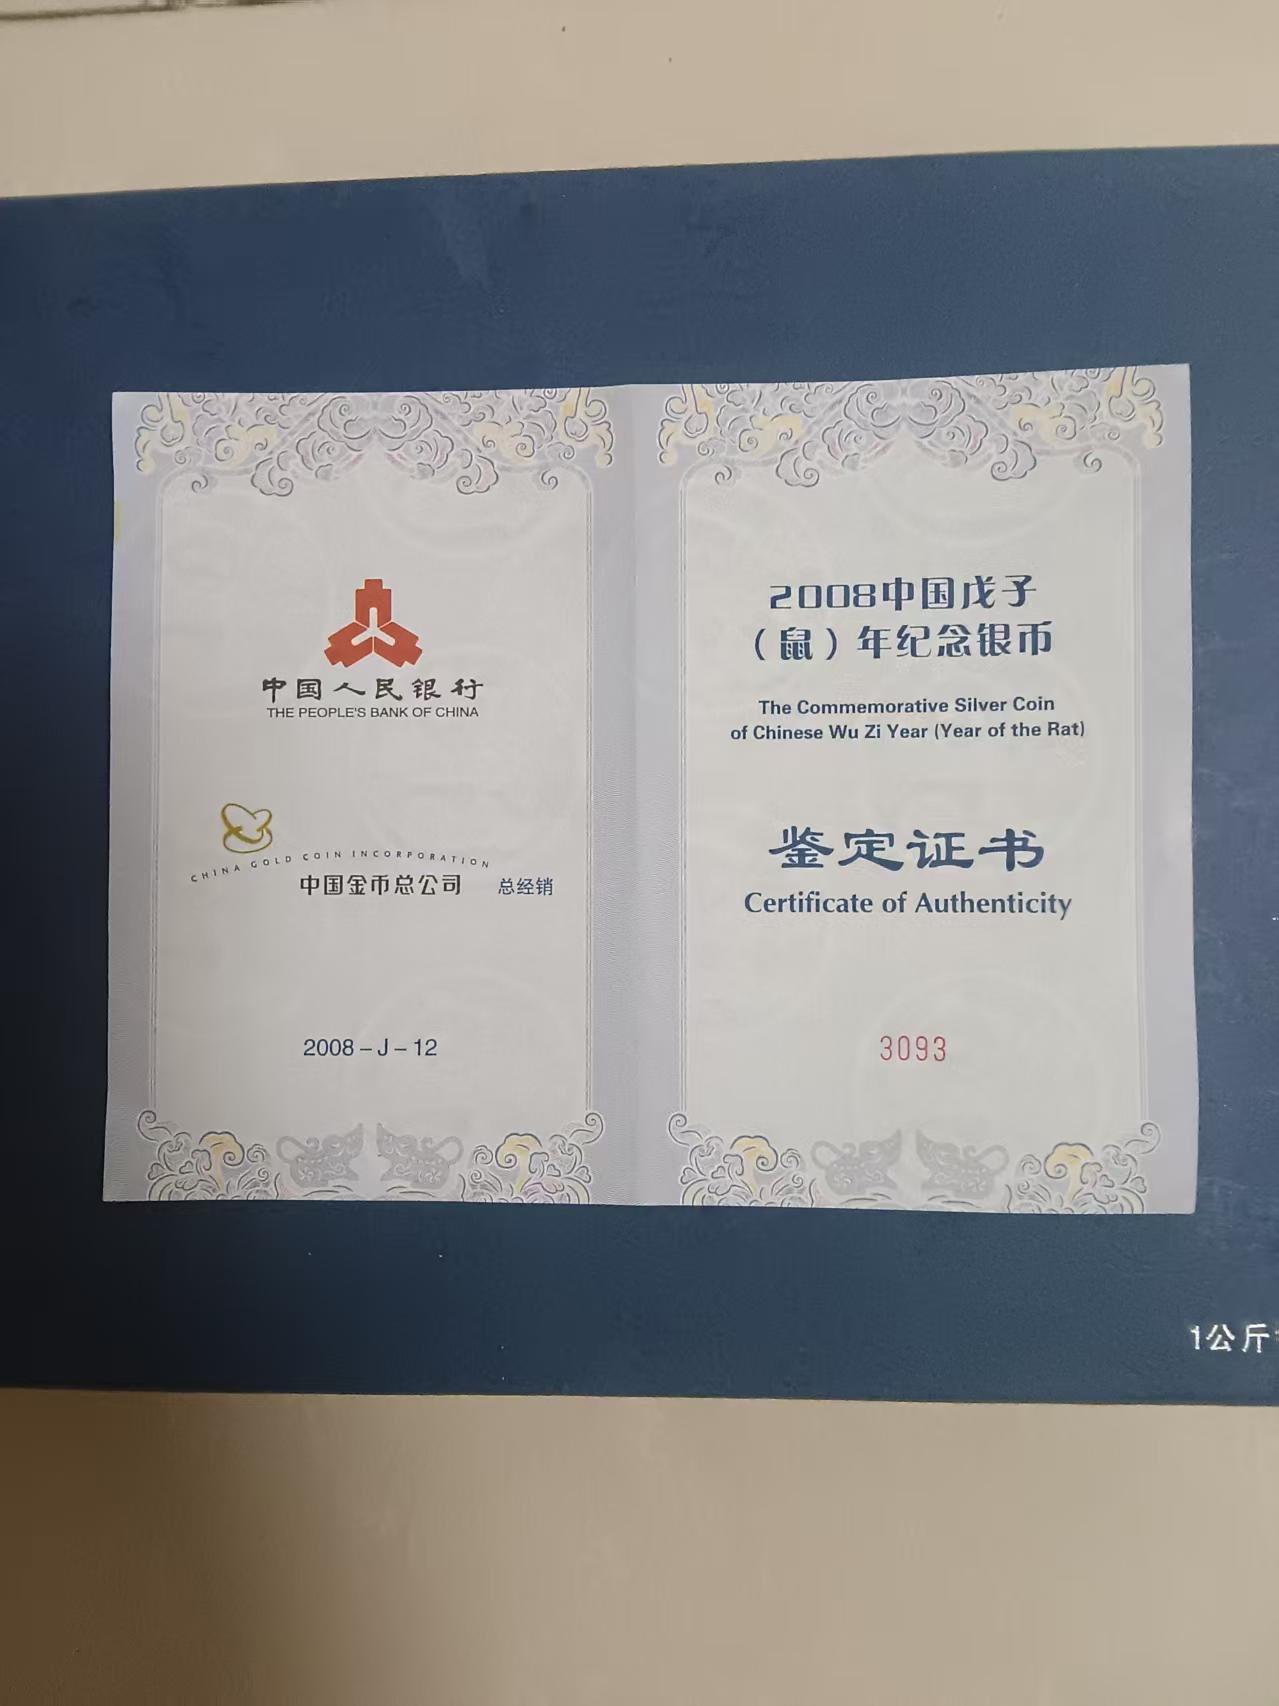 中国人民银行
THE PEOPLE'S BANK OF CHINA
CHINA GOLD COIN INCORPORATION
中国金币总公司 总经销
2008-J-12
2008中国戊子
(鼠)年纪念银币
The Commemorative Silver Coin
of Chinese Wu Zi Year (Year of the Rat)
鉴定证书
Certificate of Authenticity
3093
1公斤